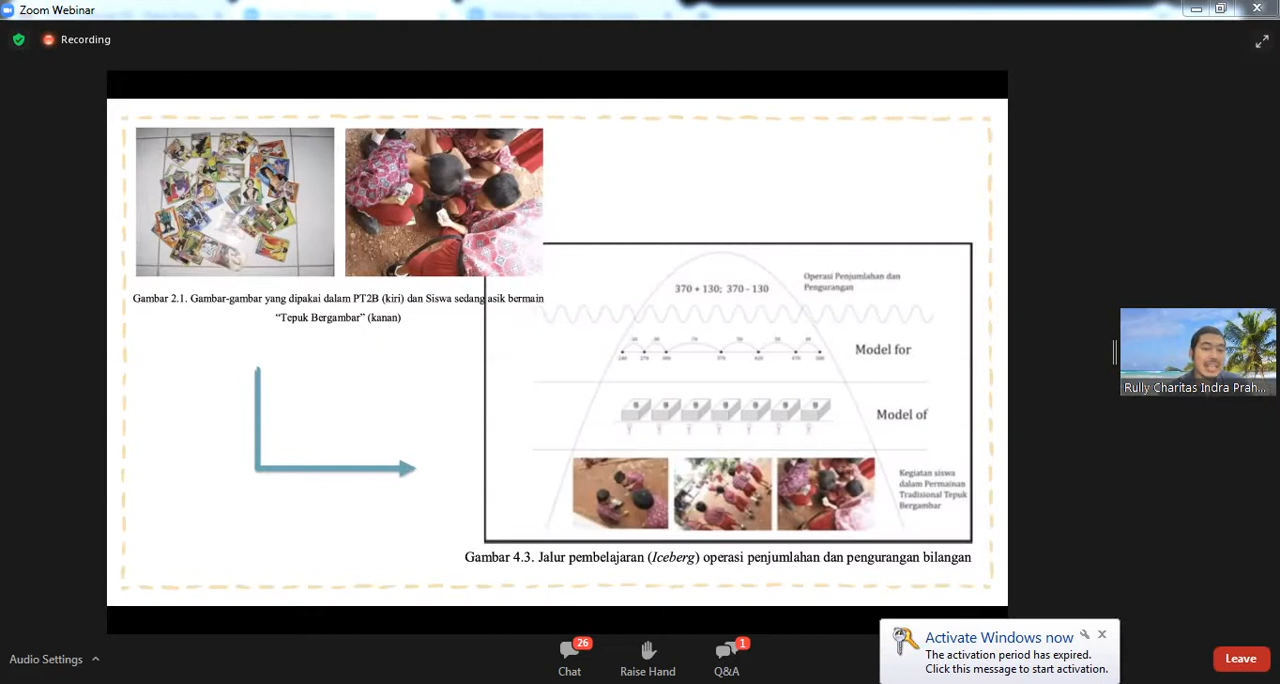 Zoom Webinar
Recording
Gambar 2.1. Gambar-gambar yang dipakai dalam PT2B (kiri) dan Siswa sedang asik bermain
“Tepuk Bergambar” (kanan)
370 + 130; 370 - 130
Operasi Penjumlahan dan
Pengurangan
Model for
Model of
Kegiatan siswa
dalam Permainan
Tradisional Tepuk
Bergambar
Gambar 4.3. Jalur pembelajaran (Iceberg) operasi penjumlahan dan pengurangan bilangan
Rully Charitas Indra Prah...
Audio Settings
26
Chat
Raise Hand
1
Q&A
Activate Windows now
The activation period has expired.
Click this message to start activation.
Leave